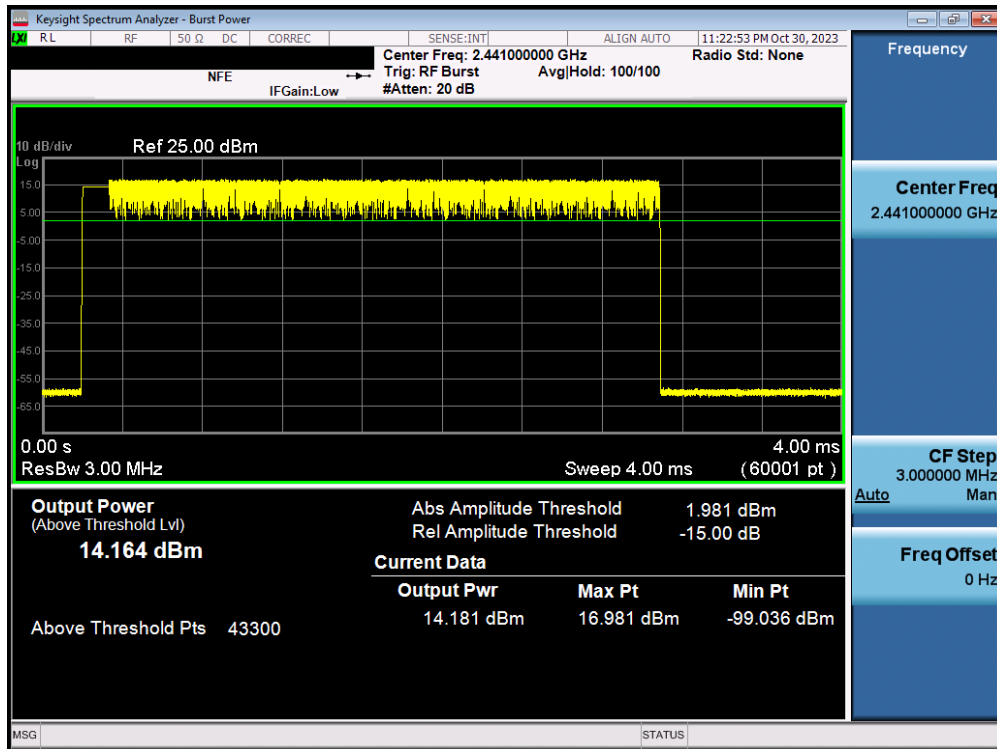 Keysight Spectrum Analyzer - Burst Power
LXI RL RF 50 Ω DC CORREC SENSE:INT ALIGN AUTO 11:22:53 PM Oct 30, 2023
Center Freq: 2.441000000 GHz Radio Std: None
NFE Trig: RF Burst Avg|Hold: 100/100
IFGain:Low #Atten: 20 dB
10 dB/div Ref 25.00 dBm
Log
15.0
5.00
-5.00
-15.0
-25.0
-35.0
-45.0
-55.0
-65.0
0.00 s 4.00 ms
ResBw 3.00 MHz Sweep 4.00 ms (60001 pt)
Output Power
(Above Threshold Lvl)
14.164 dBm
Above Threshold Pts 43300
Abs Amplitude Threshold 1.981 dBm
Rel Amplitude Threshold -15.00 dB
Current Data
Output Pwr Max Pt Min Pt
14.181 dBm 16.981 dBm -99.036 dBm
Frequency
Center Freq
2.441000000 GHz
CF Step
3.000000 MHz
Auto Man
Freq Offset
0 Hz
MSG STATUS